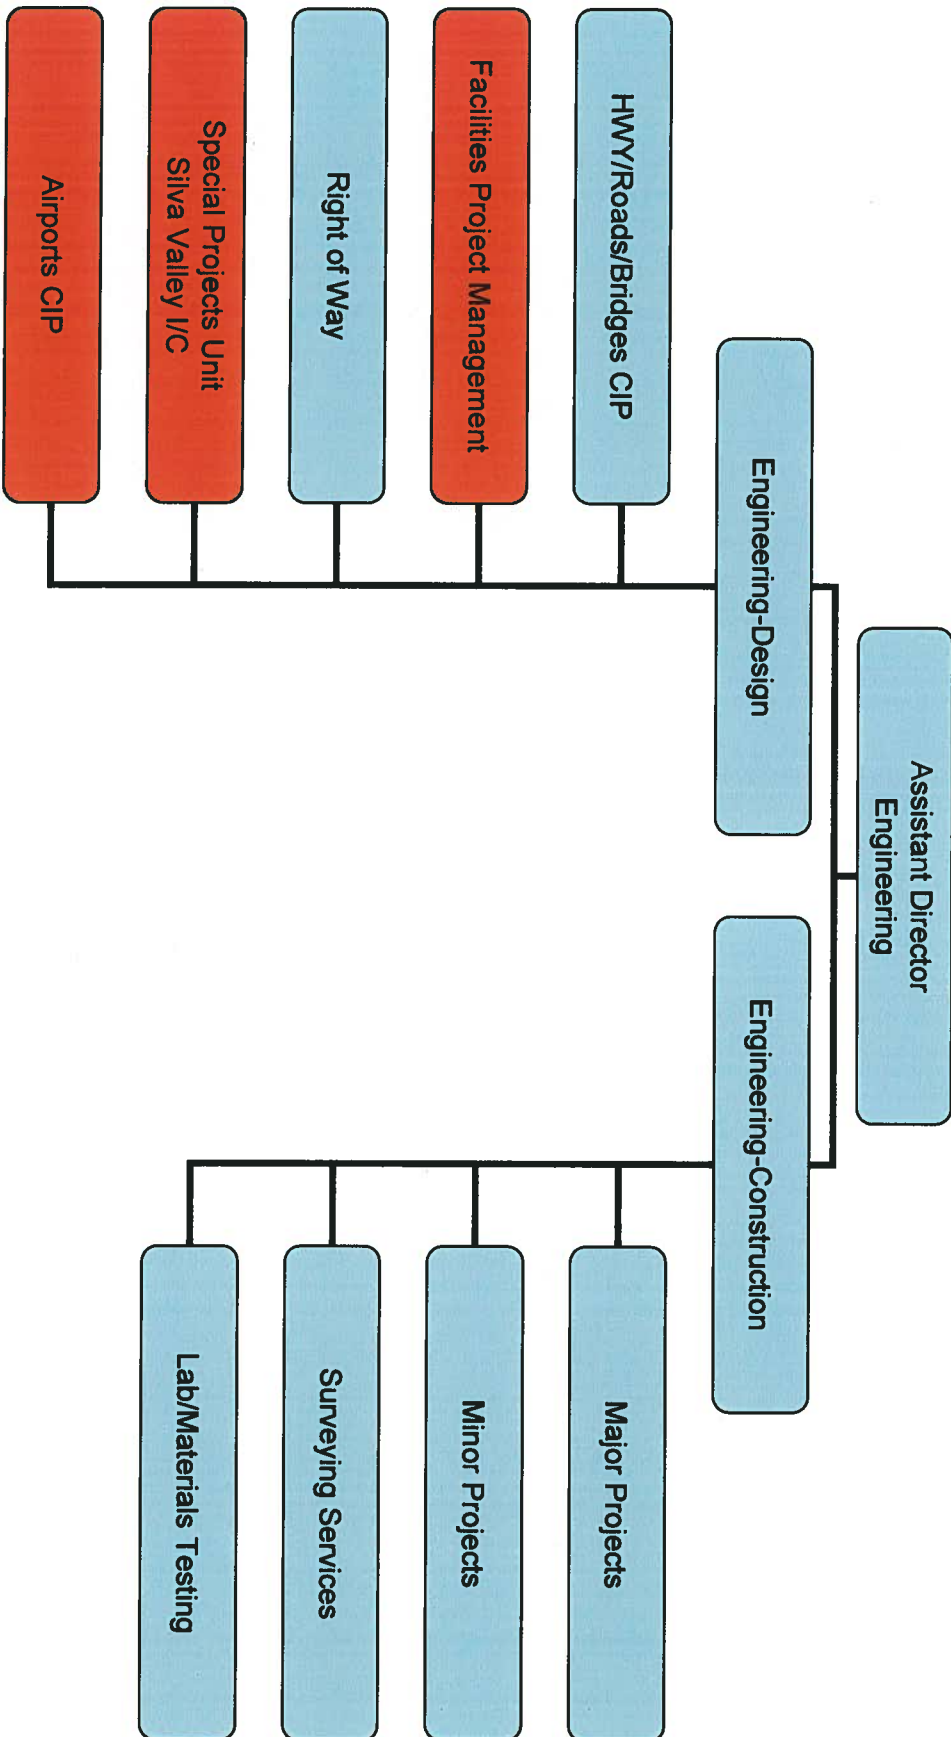 Assistant Director
Engineering
Engineering-Design
Engineering-Construction
HWY/Roads/Bridges CIP
Facilities Project Management
Right of Way
Special Projects Unit
Silva Valley I/C
Airports CIP
Major Projects
Minor Projects
Surveying Services
Lab/Materials Testing